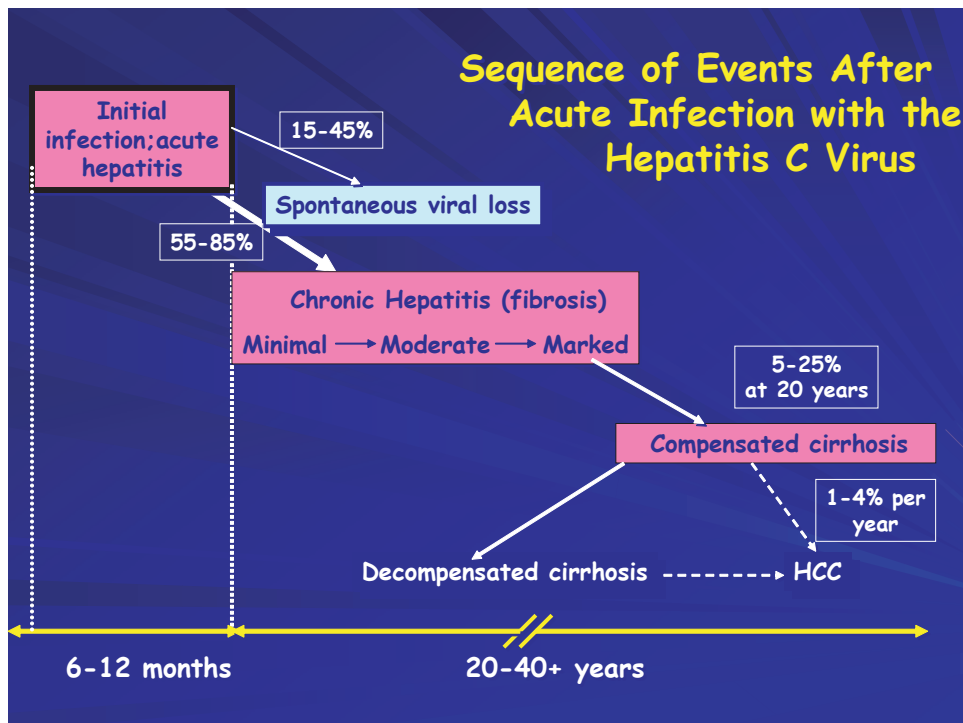 Sequence of Events After
Acute Infection with the
Hepatitis C Virus
Initial
infection;acute
hepatitis
15-45%
Spontaneous viral loss
55-85%
Chronic Hepatitis (fibrosis)
Minimal Moderate Marked
5-25%
at 20 years
Compensated cirrhosis
1-4% per
year
Decompensated cirrhosis HCC
6-12 months 20-40+ years